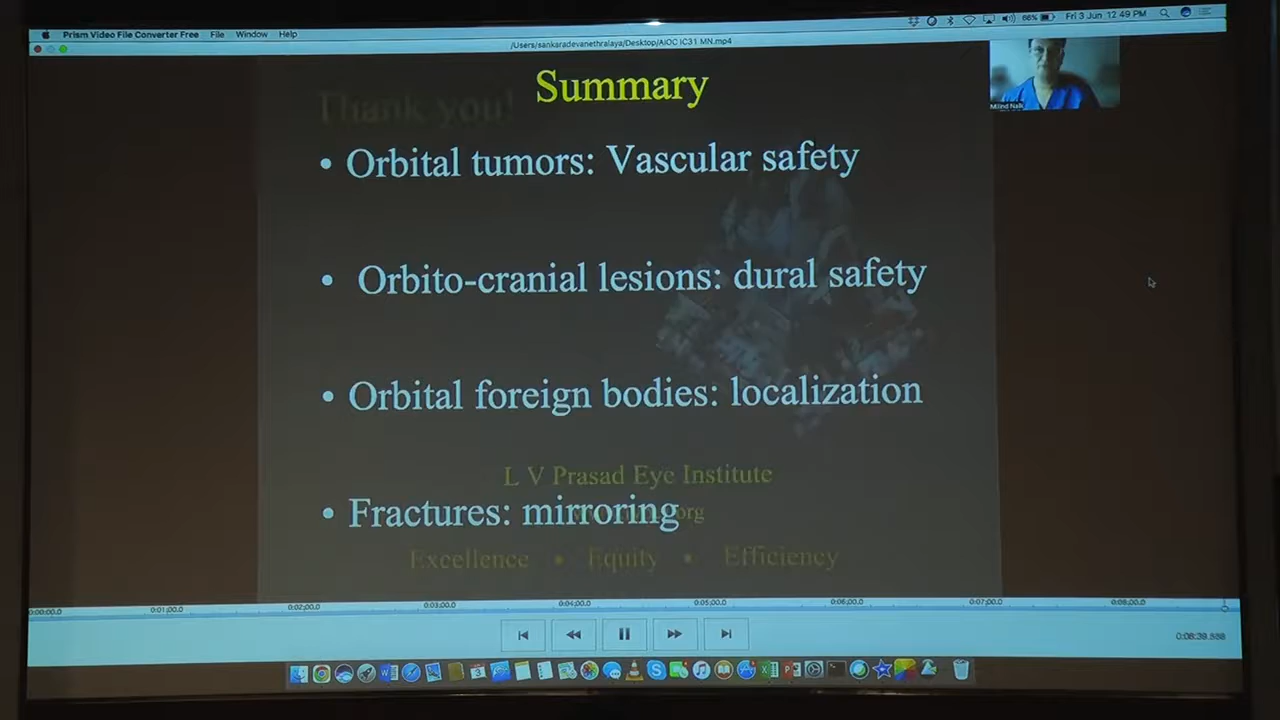 Prism Video File Converter Free File Window Help
66% Fri 3 Jun 12:49 PM
/Users/sankaradevanethralaya/Desktop/AIOC IC31 MN.mp4
Thank you!
Summary
Milind Naik
• Orbital tumors: Vascular safety
• Orbito-cranial lesions: dural safety
• Orbital foreign bodies: localization
L V Prasad Eye Institute
• Fractures: mirroring
org
Excellence • Equity • Efficiency
0:00:00.0 0:01:00.0 0:02:00.0 0:03:00.0 0:04:00.0 0:05:00.0 0:06:00.0 0:07:00.0 0:08:00.0